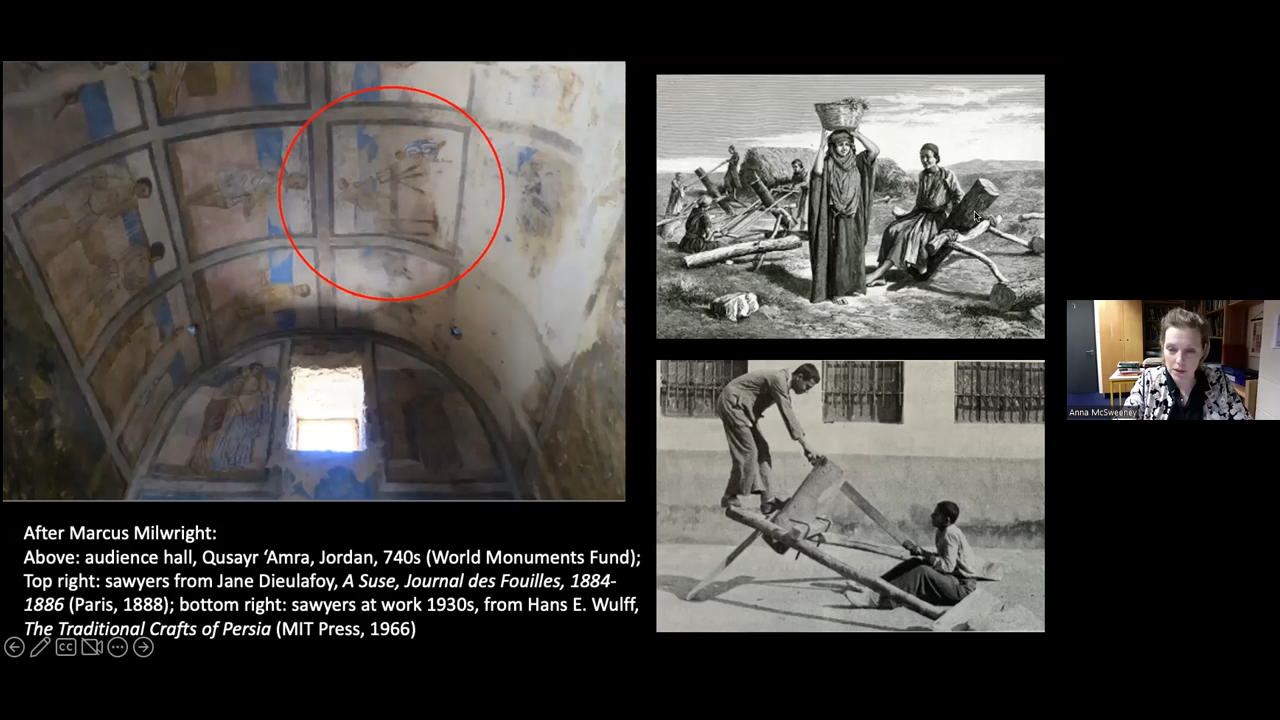 After Marcus Milwright:
Above: audience hall, Qusayr ‘Amra, Jordan, 740s (World Monuments Fund);
Top right: sawyers from Jane Dieulafoy, A Suse, Journal des Fouilles, 1884-
1886 (Paris, 1888); bottom right: sawyers at work 1930s, from Hans E. Wulff,
The Traditional Crafts of Persia (MIT Press, 1966)
CC
Anna McSweeney